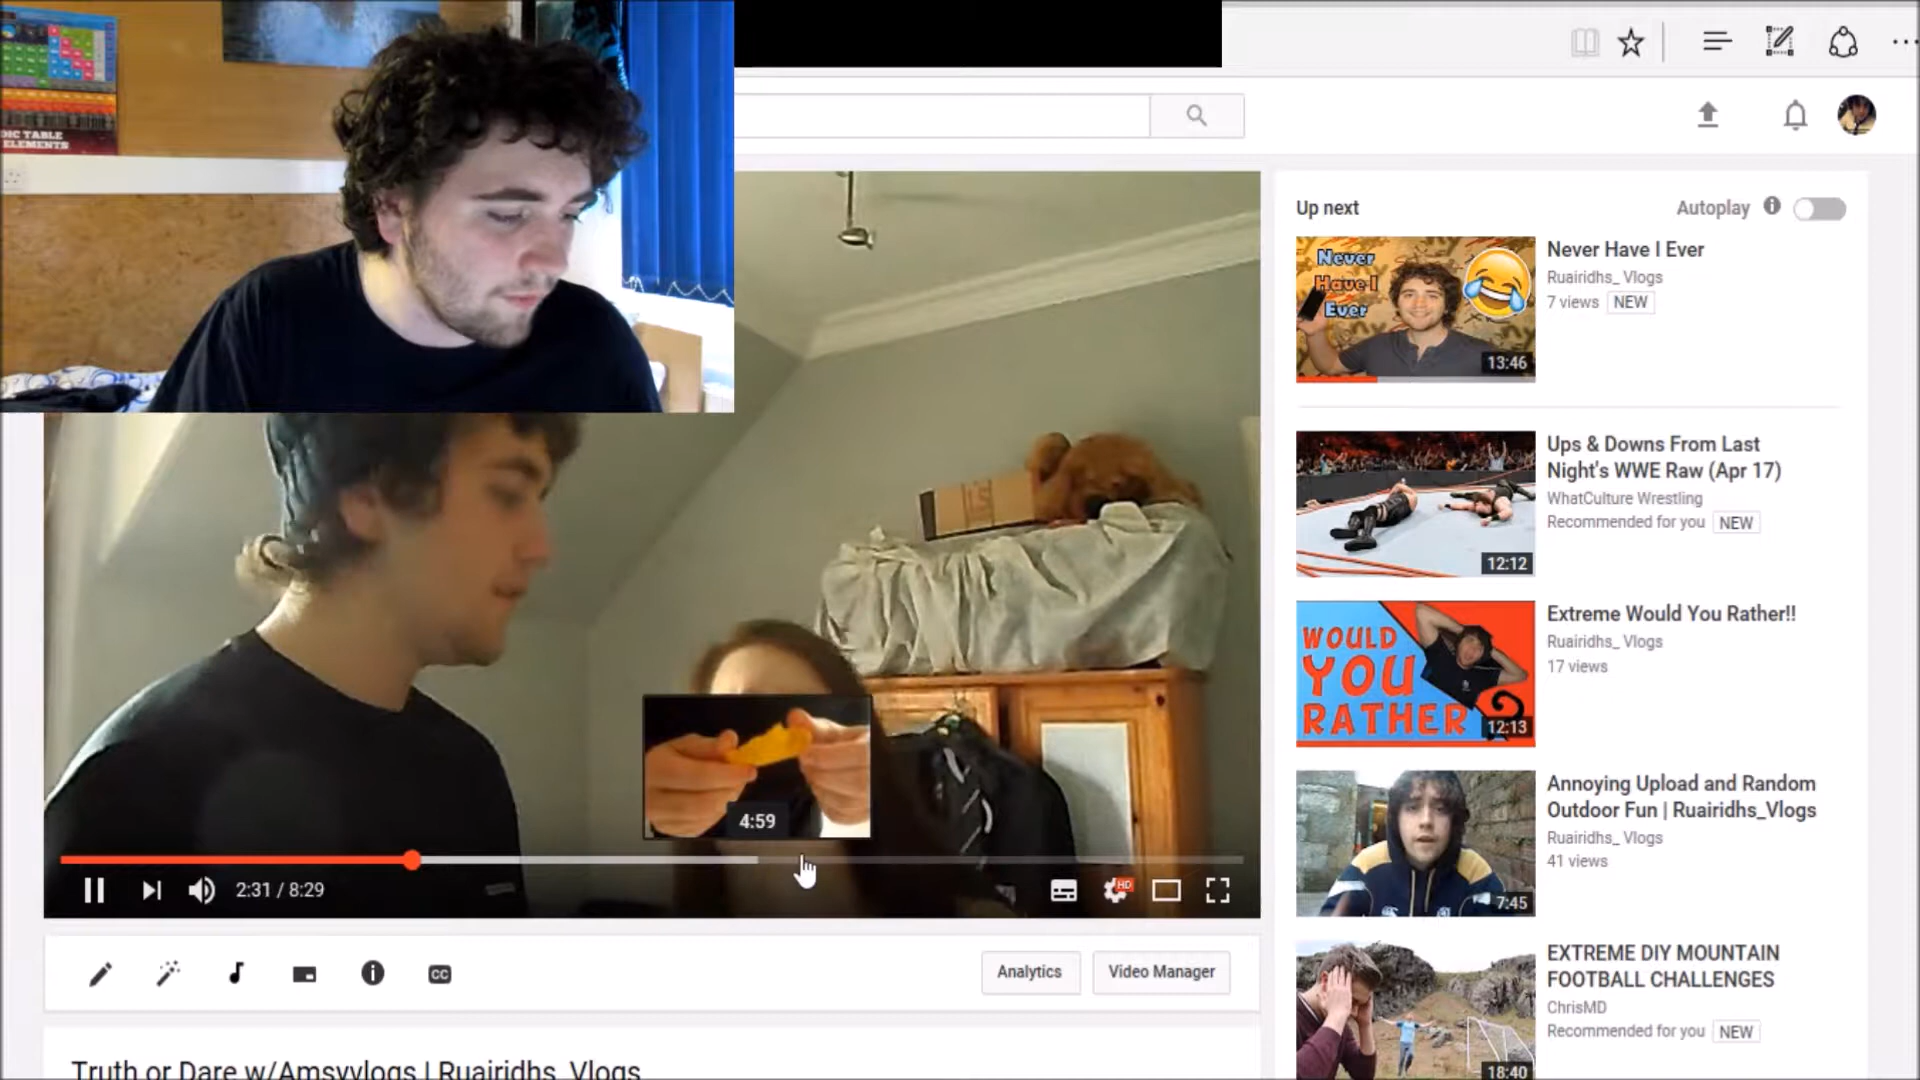 DIC TABLE
ELEMENTS
Up next
Autoplay
Never
Have I
Ever
13:46
Never Have I Ever
Ruairidhs_ Vlogs
7 views NEW
12:12
Ups & Downs From Last
Night's WWE Raw (Apr 17)
WhatCulture Wrestling
Recommended for you NEW
WOULD
YOU
RATHER
12:13
Extreme Would You Rather!!
Ruairidhs_ Vlogs
17 views
7:45
Annoying Upload and Random
Outdoor Fun | Ruairidhs_Vlogs
Ruairidhs_ Vlogs
41 views
18:40
EXTREME DIY MOUNTAIN
FOOTBALL CHALLENGES
ChrisMD
Recommended for you NEW
4:59
2:31 / 8:29
HD
CC
Analytics
Video Manager
Truth or Dare w/Amsyvlogs | Ruairidhs_Vlogs